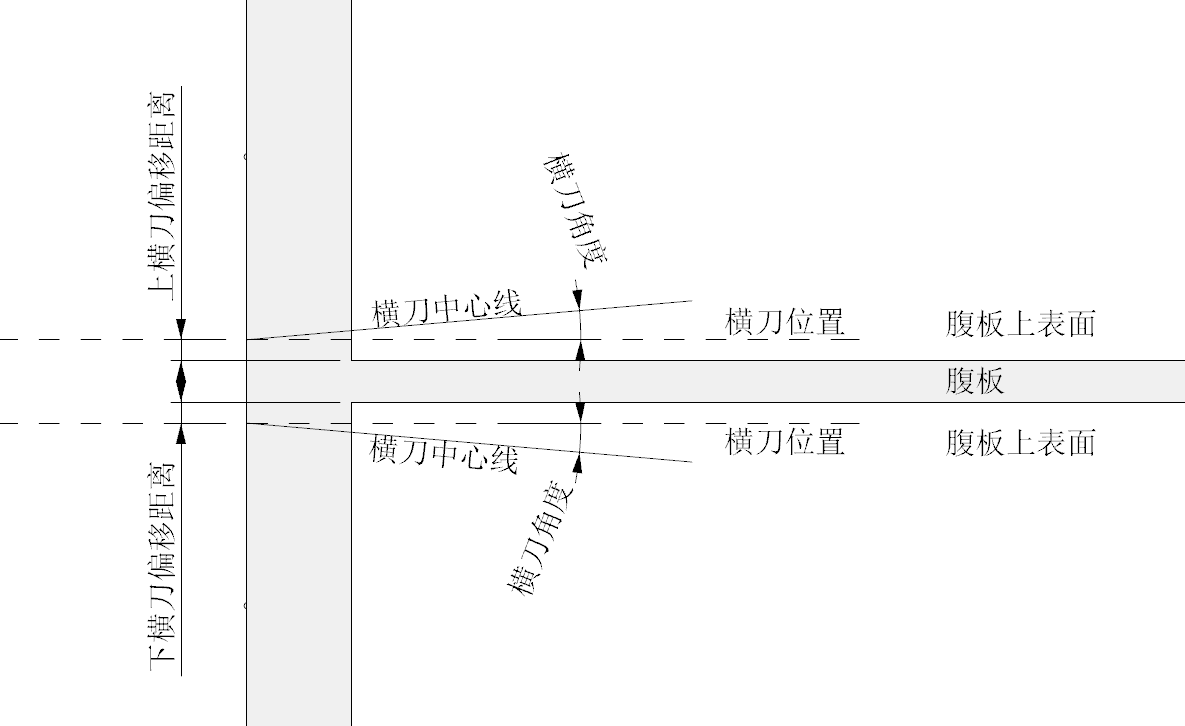 上横刀偏移距离
横刀角度
横刀中心线
横刀位置
腹板上表面
腹板
横刀中心线
横刀位置
腹板上表面
下横刀偏移距离
横刀角度